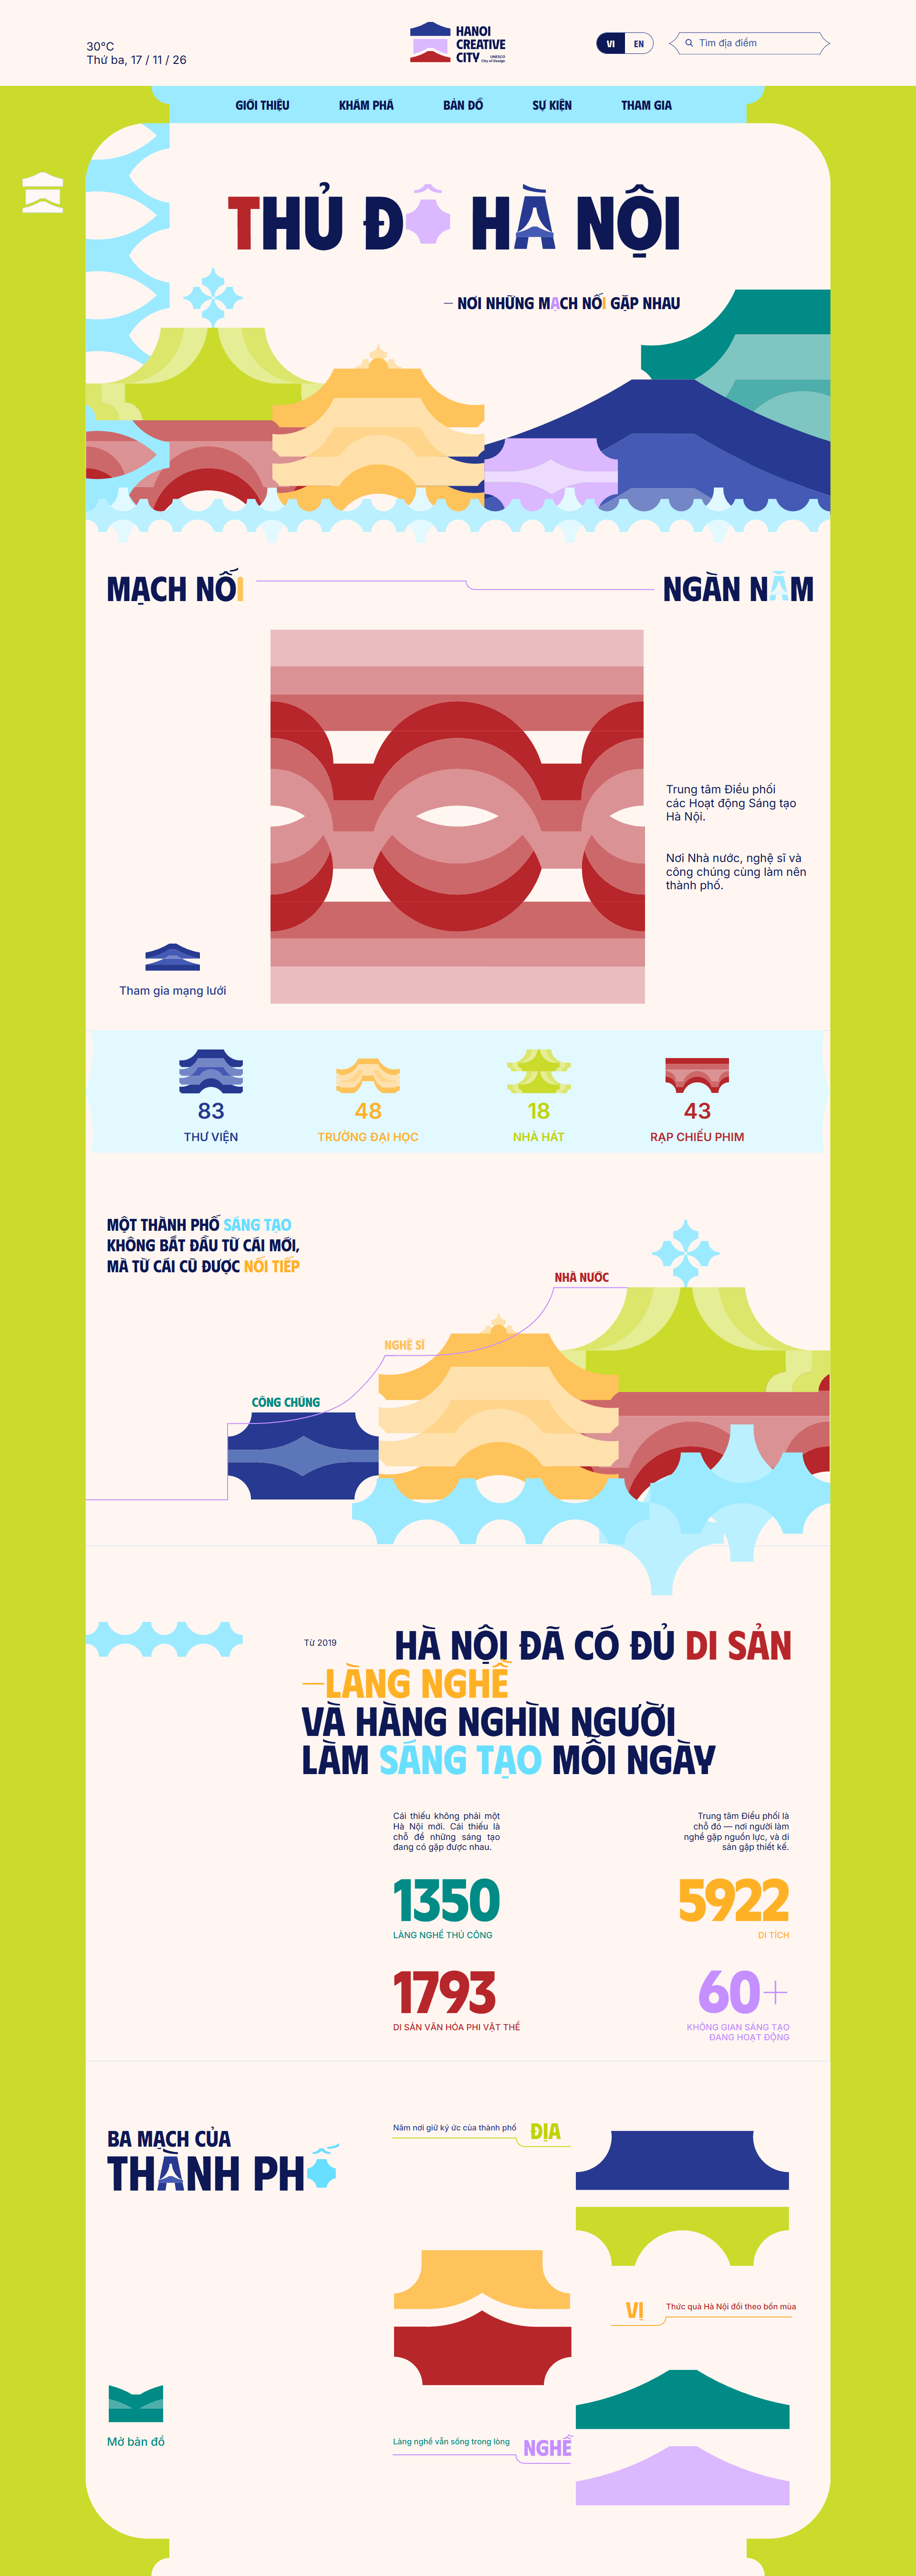 30°C
Thứ ba, 17 / 11 / 26
HANOI
CREATIVE
CITY
UNESCO
City of Design
VI
EN
Tìm địa điểm
GIỚI THIỆU
KHÁM PHÁ
BẢN ĐỒ
SỰ KIỆN
THAM GIA
THỦ ĐÔ HÀ NỘI
— NƠI NHỮNG MẠCH NỐI GẶP NHAU
MẠCH NỐI
NGÀN NĂM
Trung tâm Điều phối
các Hoạt động Sáng tạo
Hà Nội.
Nơi Nhà nước, nghệ sĩ và
công chúng cùng làm nên
thành phố.
Tham gia mạng lưới
83
THƯ VIỆN
48
TRƯỜNG ĐẠI HỌC
18
NHÀ HÁT
43
RẠP CHIẾU PHIM
MỘT THÀNH PHỐ SÁNG TẠO
KHÔNG BẮT ĐẦU TỪ CÁI MỚI,
MÀ TỪ CÁI CŨ ĐƯỢC NỐI TIẾP
NHÀ NƯỚC
NGHỆ SĨ
CÔNG CHÚNG
Từ 2019
HÀ NỘI ĐÃ CÓ ĐỦ DI SẢN
—LÀNG NGHỀ
VÀ HÀNG NGHÌN NGƯỜI
LÀM SÁNG TẠO MỖI NGÀY
Cái thiếu không phải một
Hà Nội mới. Cái thiếu là
chỗ để những sáng tạo
đang có gặp được nhau.
Trung tâm Điều phối là
chỗ đó — nơi người làm
nghề gặp nguồn lực, và di
sản gặp thiết kế.
1350
LÀNG NGHỀ THỦ CÔNG
5922
DI TÍCH
1793
DI SẢN VĂN HÓA PHI VẬT THỂ
60+
KHÔNG GIAN SÁNG TẠO
ĐANG HOẠT ĐỘNG
BA MẠCH CỦA
THÀNH PHỐ
Năm nơi giữ ký ức của thành phố
ĐỊA
VỊ
Thức quà Hà Nội đổi theo bốn mùa
Mở bản đồ
Làng nghề vẫn sống trong lòng
NGHỀ